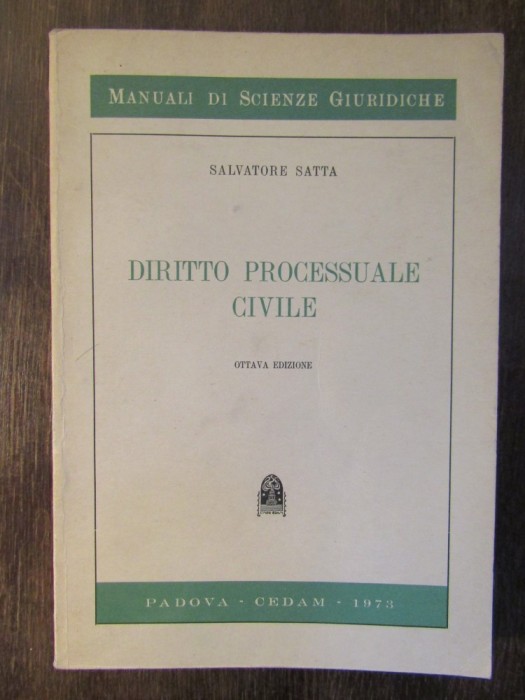 MANUALI DI SCIENZE GIURIDICHE
SALVATORE SATTA
DIRITTO PROCESSUALE
CIVILE
OTTAVA EDIZIONE
PADOVA - CEDAM - 1973